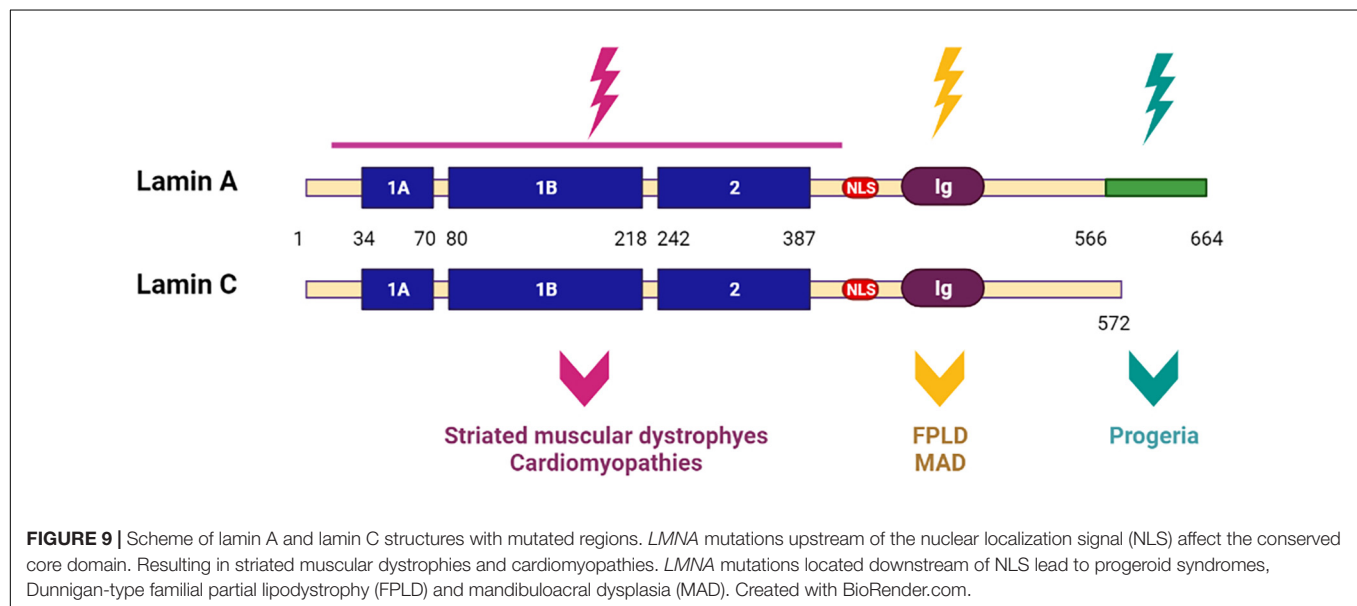 Lamin A
1A
1B
2
NLS
Ig
1 34 70 80 218 242 387 566 664
Lamin C
1A
1B
2
NLS
Ig
572
Striated muscular dystrophyes
Cardiomyopathies
FPLD
MAD
Progeria
FIGURE 9 | Scheme of lamin A and lamin C structures with mutated regions. LMNA mutations upstream of the nuclear localization signal (NLS) affect the conserved
core domain. Resulting in striated muscular dystrophies and cardiomyopathies. LMNA mutations located downstream of NLS lead to progeroid syndromes,
Dunnigan-type familial partial lipodystrophy (FPLD) and mandibuloacral dysplasia (MAD). Created with BioRender.com.